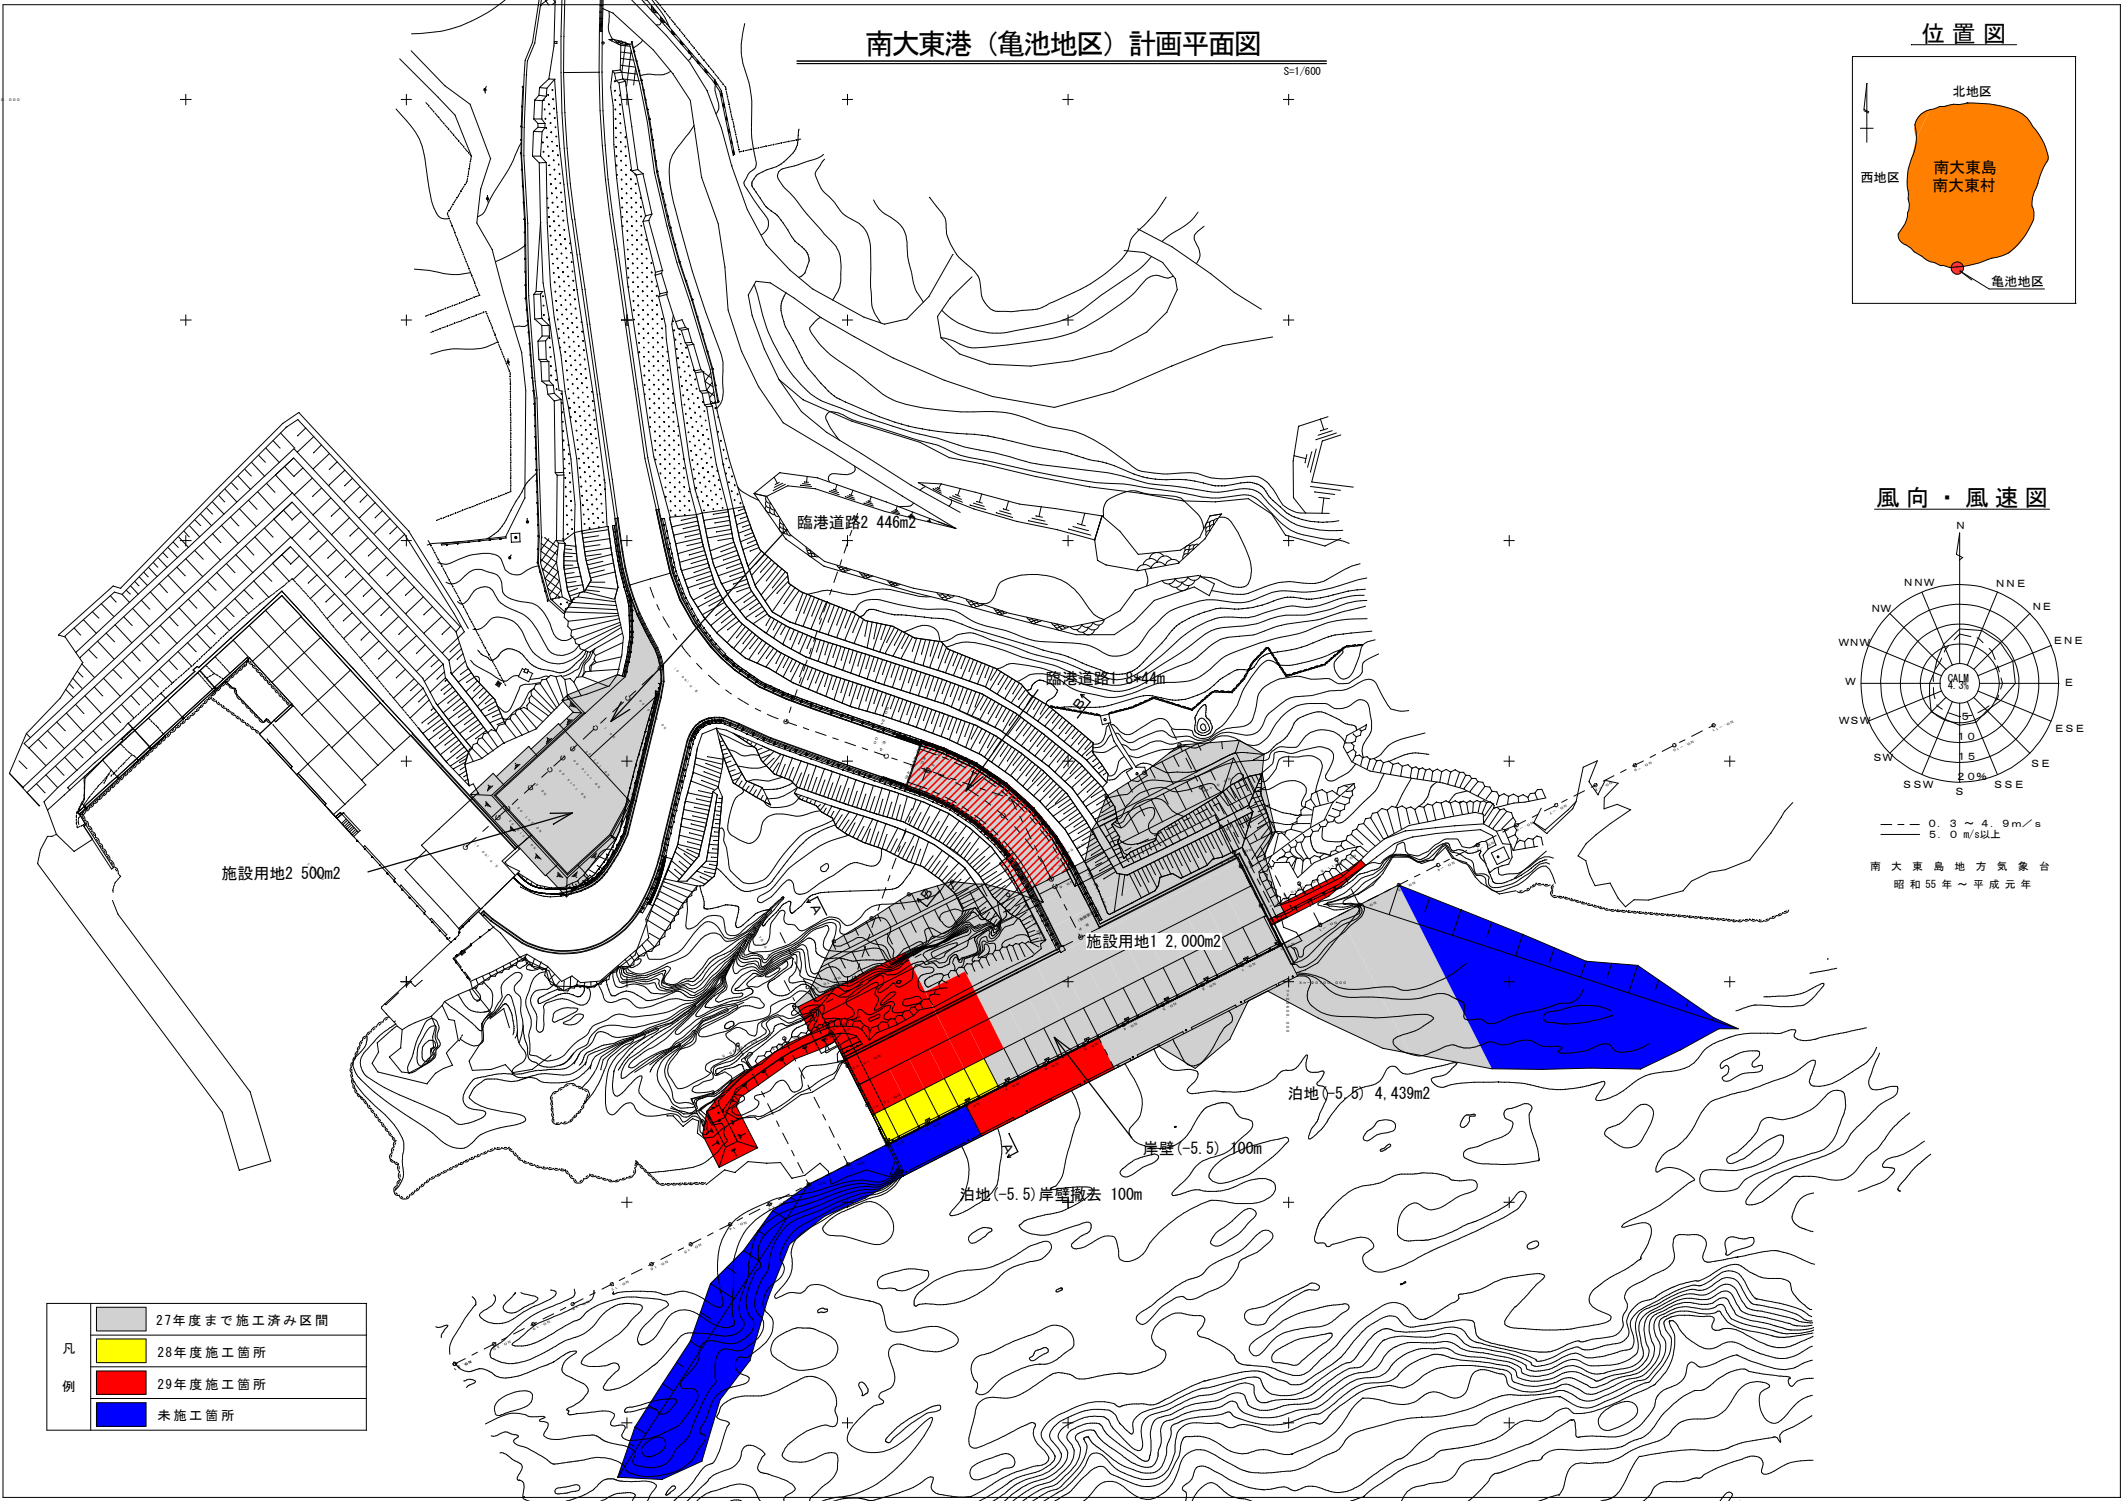 南大東港（亀池地区）計画平面図
S=1/600
位置図
北地区
西地区
南大東島
南大東村
亀池地区
風向・風速図
N
NNW
NNE
NW
NE
WNW
ENE
W
CALM
4.3%
E
WSW
ESE
SW
SE
SSW
SSE
S
5
10
15
20%
0.3～4.9m/s
5.0m/s以上
南大東島地方気象台
昭和55年～平成元年
臨港道路2 446m2
臨港道路1 8*44m
B
施設用地2 500m2
A
B
施設用地1 2,000m2
泊地(-5.5) 4,439m2
岸壁(-5.5) 100m
A
泊地(-5.5)岸壁撤去 100m
凡例
27年度まで施工済み区間
28年度施工箇所
29年度施工箇所
未施工箇所